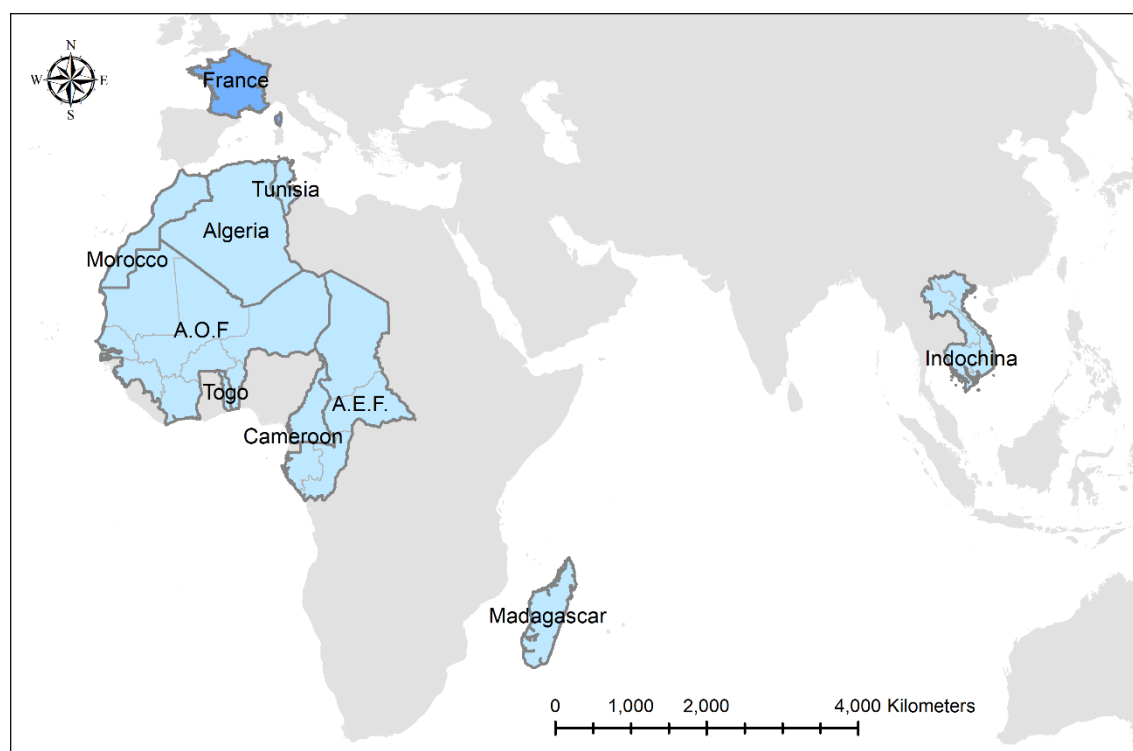 N
W
E
S
France
Tunisia
Algeria
Morocco
A.O.F
Indochina
Togo
A.E.F.
Cameroon
Madagascar
0 1,000 2,000 4,000 Kilometers